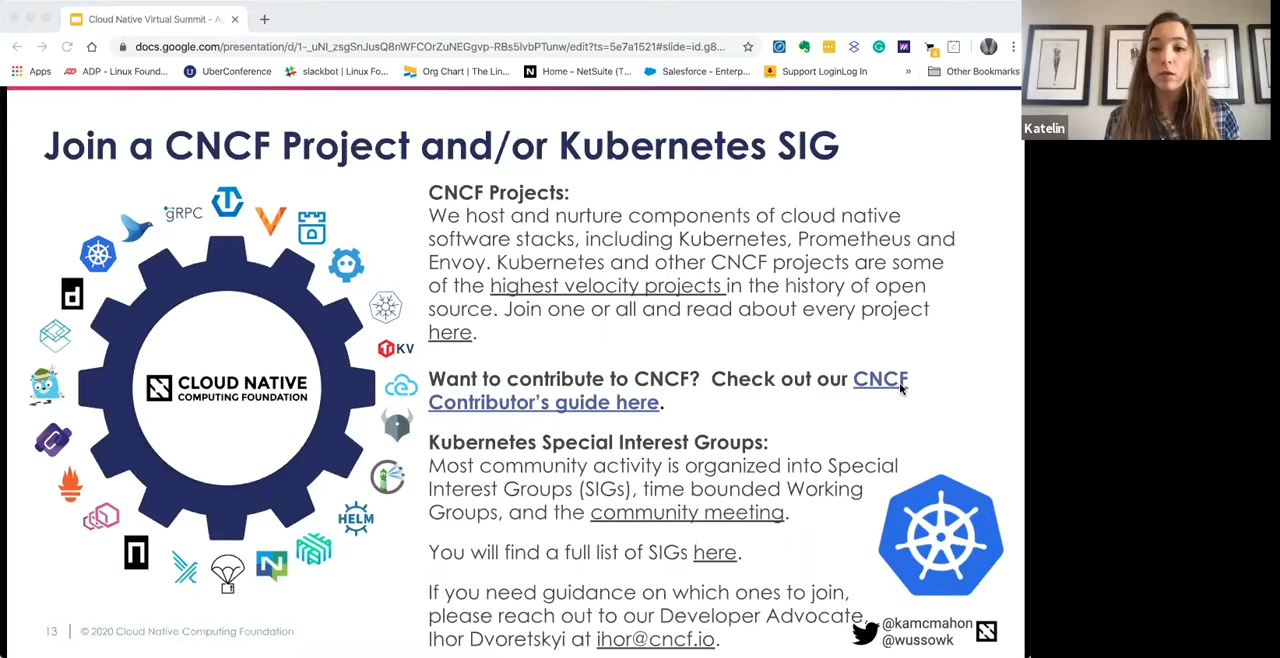 Cloud Native Virtual Summit - A
docs.google.com/presentation/d/1-_uNl_zsgSnJusQ8nWFCOrZuNEGgvp-RBs5lvbPTunw/edit?ts=5e7a1521#slide=id.g8...
Apps ADP - Linux Found... UberConference slackbot | Linux Fo... Org Chart | The Lin... Home - NetSuite (T... Salesforce - Enterp... Support LoginLog In » Other Bookmarks
Katelin
Join a CNCF Project and/or Kubernetes SIG
gRPC
d
TiKV
HELM
n
N
CLOUD NATIVE
COMPUTING FOUNDATION
CNCF Projects:
We host and nurture components of cloud native
software stacks, including Kubernetes, Prometheus and
Envoy. Kubernetes and other CNCF projects are some
of the highest velocity projects in the history of open
source. Join one or all and read about every project
here.
Want to contribute to CNCF? Check out our CNCF
Contributor's guide here.
Kubernetes Special Interest Groups:
Most community activity is organized into Special
Interest Groups (SIGs), time bounded Working
Groups, and the community meeting.
You will find a full list of SIGs here.
If you need guidance on which ones to join,
please reach out to our Developer Advocate,
Ihor Dvoretskyi at ihor@cncf.io.
@kamcmahon
@wussowk
13 | © 2020 Cloud Native Computing Foundation